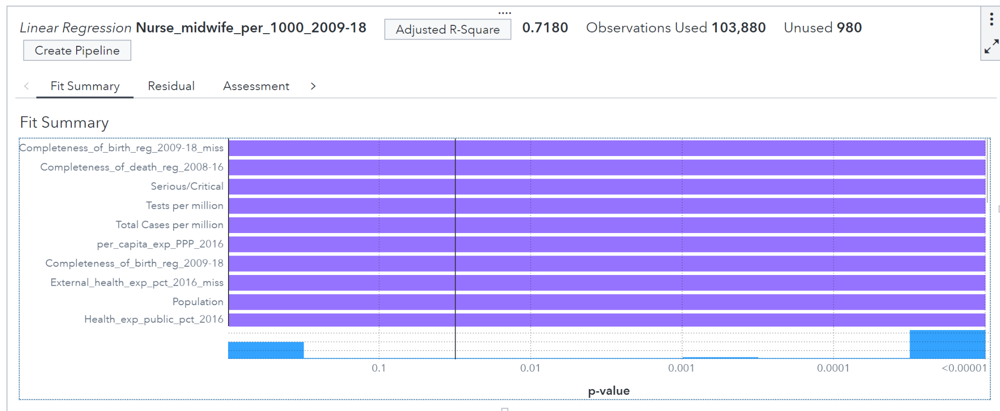 Linear Regression Nurse_midwife_per_1000_2009-18 Adjusted R-Square 0.7180 Observations Used 103,880 Unused 980
Create Pipeline
Fit Summary Residual Assessment
Fit Summary
Completeness_of_birth_reg_2009-18_miss
Completeness_of_death_reg_2008-16
Serious/Critical
Tests per million
Total Cases per million
per_capita_exp_PPP_2016
Completeness_of_birth_reg_2009-18
External_health_exp_pct_2016_miss
Population
Health_exp_public_pct_2016
0.1 0.01 0.001 0.0001 <0.00001
p-value